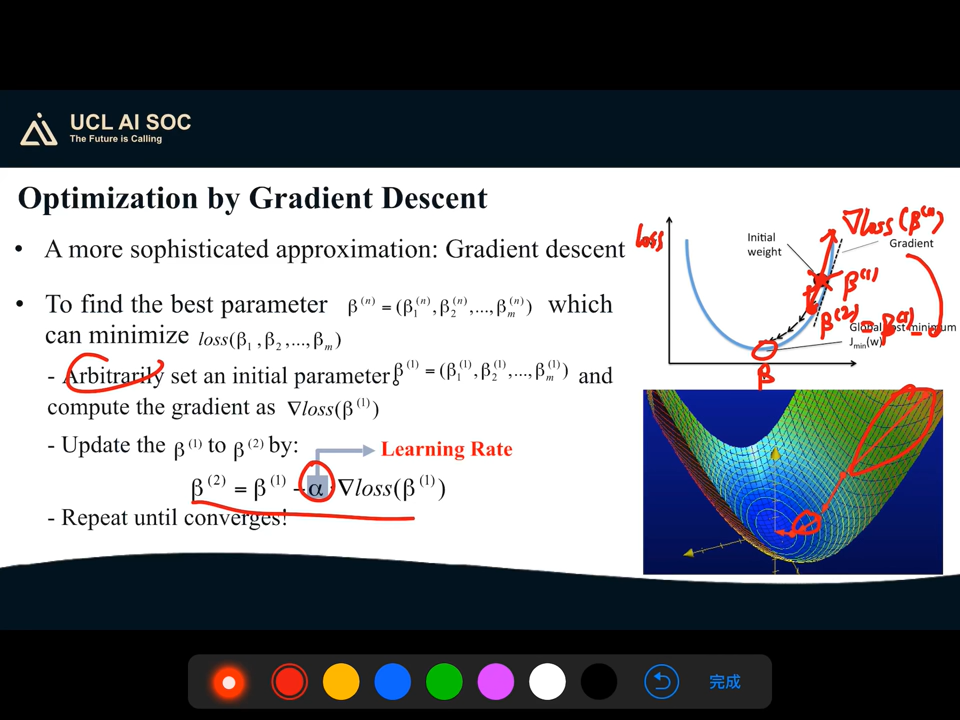 UCL AI SOC
The Future is Calling
Optimization by Gradient Descent
• A more sophisticated approximation: Gradient descent
• To find the best parameter β⁽ⁿ⁾ = (β₁⁽ⁿ⁾, β₂⁽ⁿ⁾, ..., βₘ⁽ⁿ⁾) which
can minimize loss(β₁, β₂, ..., βₘ)
- Arbitrarily set an initial parameter β⁽¹⁾ = (β₁⁽¹⁾, β₂⁽¹⁾, ..., βₘ⁽¹⁾) and
compute the gradient as ∇loss(β⁽¹⁾)
- Update the β⁽¹⁾ to β⁽²⁾ by:
Learning Rate
β⁽²⁾ = β⁽¹⁾ - α·∇loss(β⁽¹⁾)
- Repeat until converges!
loss
Initial
weight
∇loss(β⁽¹⁾)
Gradient
β⁽¹⁾
β⁽²⁾ = β⁽¹⁾ -
Global cost minimum
Jmin(w)
β
完成